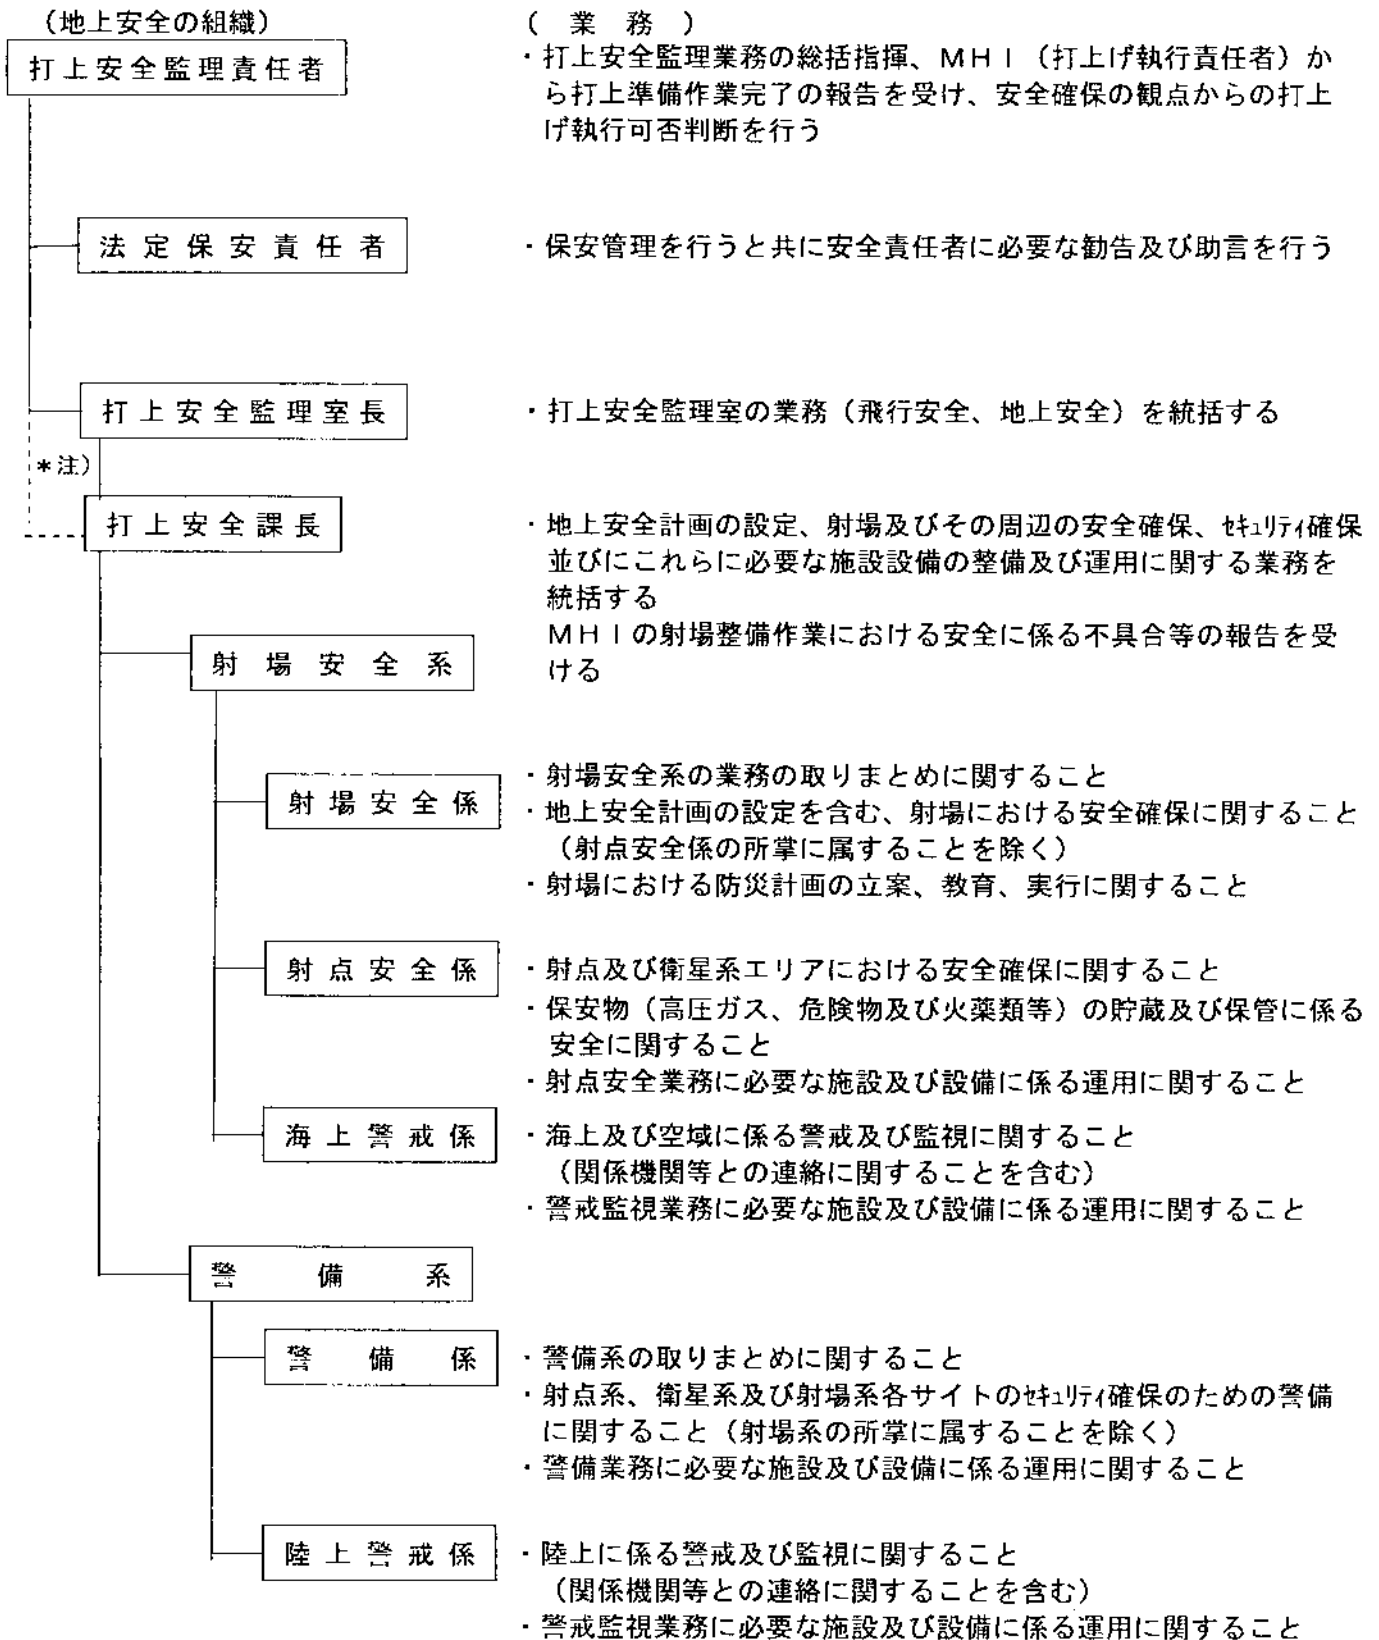 (地上安全の組織)
(業務)
打上安全監理責任者
・打上安全監理業務の総括指揮、MHI(打上げ執行責任者)か
ら打上準備作業完了の報告を受け、安全確保の観点からの打上
げ執行可否判断を行う
法定保安責任者
・保安管理を行うと共に安全責任者に必要な勧告及び助言を行う
打上安全監理室長
・打上安全監理室の業務(飛行安全、地上安全)を統括する
*注)
打上安全課長
・地上安全計画の設定、射場及びその周辺の安全確保、セキュリティ確保
並びにこれらに必要な施設設備の整備及び運用に関する業務を
統括する
MHIの射場整備作業における安全に係る不具合等の報告を受
ける
射場安全系
射場安全係
・射場安全系の業務の取りまとめに関すること
・地上安全計画の設定を含む、射場における安全確保に関すること
(射点安全係の所掌に属することを除く)
・射場における防災計画の立案、教育、実行に関すること
射点安全係
・射点及び衛星系エリアにおける安全確保に関すること
・保安物(高圧ガス、危険物及び火薬類等)の貯蔵及び保管に係る
安全に関すること
・射点安全業務に必要な施設及び設備に係る運用に関すること
海上警戒係
・海上及び空域に係る警戒及び監視に関すること
(関係機関等との連絡に関することを含む)
・警戒監視業務に必要な施設及び設備に係る運用に関すること
警備系
警備係
・警備系の取りまとめに関すること
・射点系、衛星系及び射場系各サイトのセキュリティ確保のための警備
に関すること(射場系の所掌に属することを除く)
・警備業務に必要な施設及び設備に係る運用に関すること
陸上警戒係
・陸上に係る警戒及び監視に関すること
(関係機関等との連絡に関することを含む)
・警戒監視業務に必要な施設及び設備に係る運用に関すること